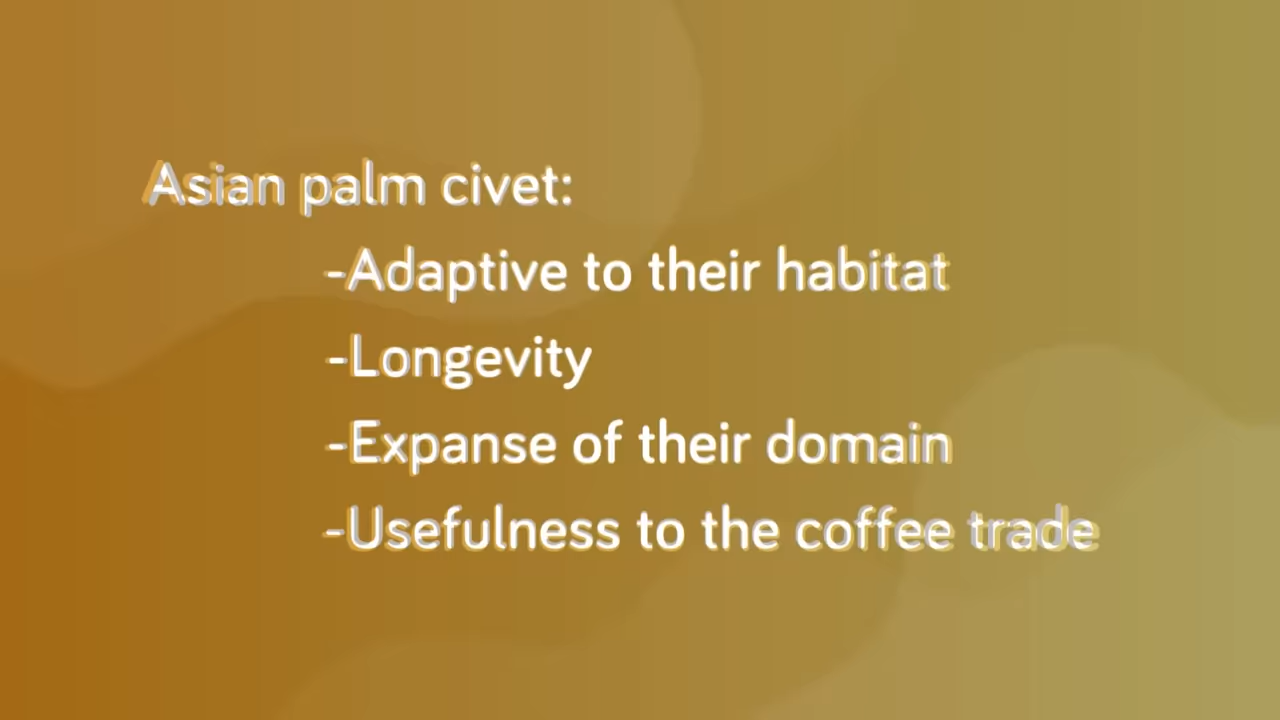 Asian palm civet:
-Adaptive to their habitat
-Longevity
-Expanse of their domain
-Usefulness to the coffee trade